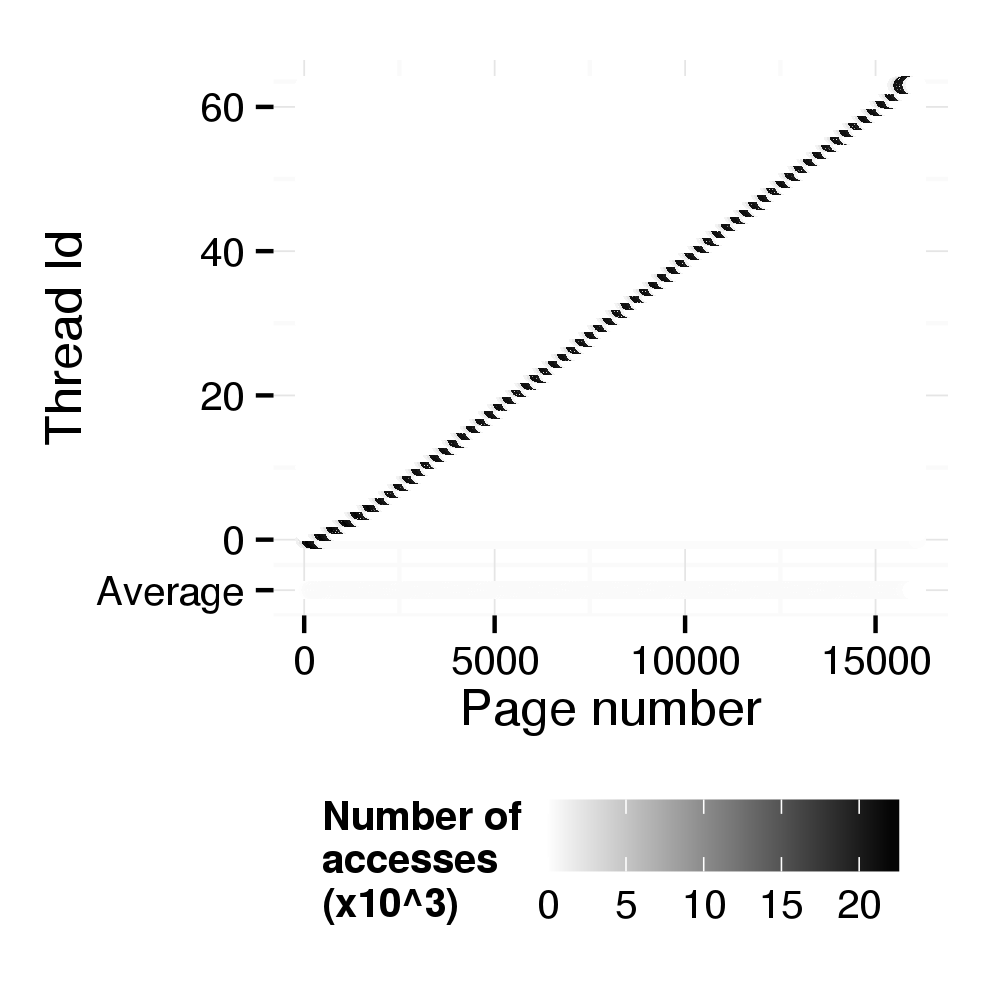 Thread Id
60
40
20
0
Average
0 5000 10000 15000
Page number
Number of
accesses
(x10^3)
0 5 10 15 20